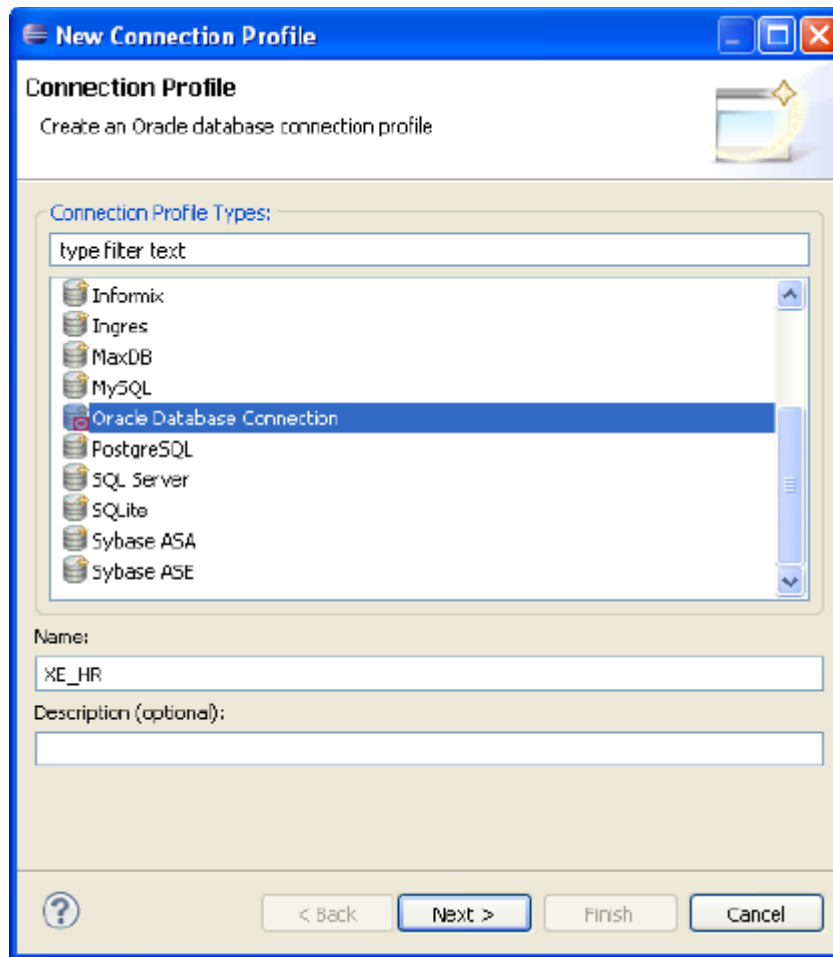 New Connection Profile
Connection Profile
Create an Oracle database connection profile
Connection Profile Types:
type filter text
Informix
Ingres
MaxDB
MySQL
Oracle Database Connection
PostgreSQL
SQL Server
SQLite
Sybase ASA
Sybase ASE
Name:
XE_HR
Description (optional):
?
< Back
Next >
Finish
Cancel